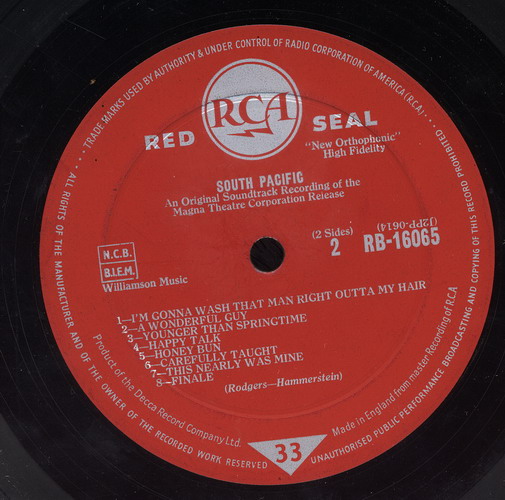 ... TRADE MARKS USED BY AUTHORITY & UNDER CONTROL OF RADIO CORPORATION OF AMERICA (R.C.A.) ...
RCA
RED SEAL
"New Orthophonic"
High Fidelity
SOUTH PACIFIC
An Original Soundtrack Recording of the
Magna Theatre Corporation Release
N.C.B.
B.I.E.M.
Williamson Music
(2 Sides)
2
(J2PP-0614)
RB-16065
1—I'M GONNA WASH THAT MAN RIGHT OUTTA MY HAIR
2—A WONDERFUL GUY
3—YOUNGER THAN SPRINGTIME
4—HAPPY TALK
5—HONEY BUN
6—CAREFULLY TAUGHT
7—THIS NEARLY WAS MINE
8—FINALE
(Rodgers—Hammerstein)
Product of the Decca Record Company Ltd.
33
Made in England from master Recording of R.C.A
ALL RIGHTS OF THE MANUFACTURER AND OF THE OWNER OF THE RECORDED WORK RESERVED
UNAUTHORISED PUBLIC PERFORMANCE BROADCASTING AND COPYING OF THIS RECORD PROHIBITED